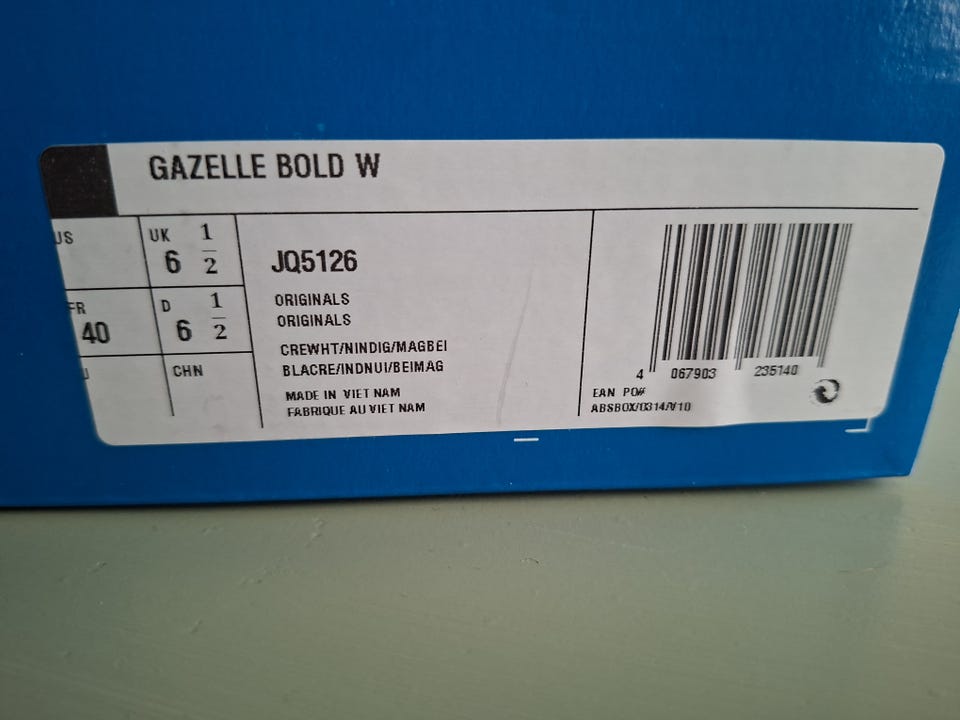 GAZELLE BOLD W
US
UK 6 1/2
FR 40
D 6 1/2
J
CHN
JQ5126
ORIGINALS
ORIGINALS
CREWHT/NINDIG/MAGBEI
BLACRE/INDNUI/BEIMAG
MADE IN VIET NAM
FABRIQUE AU VIET NAM
4 067903 235140
EAN PO#
ABSBOX/0314/V10